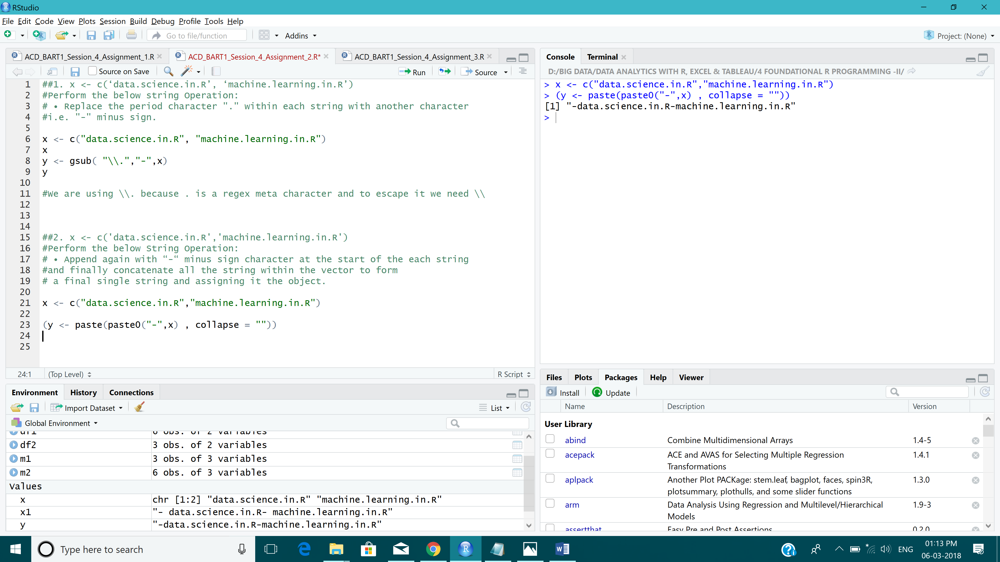 RStudio
File Edit Code View Plots Session Build Debug Profile Tools Help
Go to file/function Addins Project: (None)
ACD_BART1_Session_4_Assignment_1.R ACD_BART1_Session_4_Assignment_2.R* ACD_BART1_Session_4_Assignment_3.R
Source on Save Run Source
1 ##1. x <- c(‘data.science.in.R’, ‘machine.learning.in.R’)
2 #Perform the below string Operation:
3 # • Replace the period character "." within each string with another character
4 #i.e. "-" minus sign.
5
6 x <- c("data.science.in.R", "machine.learning.in.R")
7 x
8 y <- gsub( "\\.","-",x)
9 y
10
11 #We are using \\. because . is a regex meta character and to escape it we need \\
12
13
14
15 ##2. x <- c('data.science.in.R','machine.learning.in.R')
16 #Perform the below String Operation:
17 # • Append again with “-“ minus sign character at the start of the each string
18 #and finally concatenate all the string within the vector to form
19 # a final single string and assigning it the object.
20
21 x <- c("data.science.in.R","machine.learning.in.R")
22
23 (y <- paste(paste0("-",x) , collapse = ""))
24
25
24:1 (Top Level) R Script
Console Terminal
D:/BIG DATA/DATA ANALYTICS WITH R, EXCEL & TABLEAU/4 FOUNDATIONAL R PROGRAMMING -II/
> x <- c("data.science.in.R","machine.learning.in.R")
> (y <- paste(paste0("-",x) , collapse = ""))
[1] "-data.science.in.R-machine.learning.in.R"
>
Environment History Connections
Import Dataset List
Global Environment
df1 6 obs. of 2 variables
df2 3 obs. of 2 variables
m1 3 obs. of 3 variables
m2 6 obs. of 3 variables
Values
x chr [1:2] "data.science.in.R" "machine.learning.in.R"
x1 "- data.science.in.R- machine.learning.in.R"
y "-data.science.in.R-machine.learning.in.R"
Files Plots Packages Help Viewer
Install Update
Name Description Version
User Library
abind Combine Multidimensional Arrays 1.4-5
acepack ACE and AVAS for Selecting Multiple Regression 1.4.1
Transformations
aplpack Another Plot PACKage: stem.leaf, bagplot, faces, spin3R, 1.3.0
plotsummary, plothulls, and some slider functions
arm Data Analysis Using Regression and Multilevel/Hierarchical 1.9-3
Models
assertthat Easy Pre and Post Assertions 0.2.0
Type here to search
ENG
01:13 PM
06-03-2018